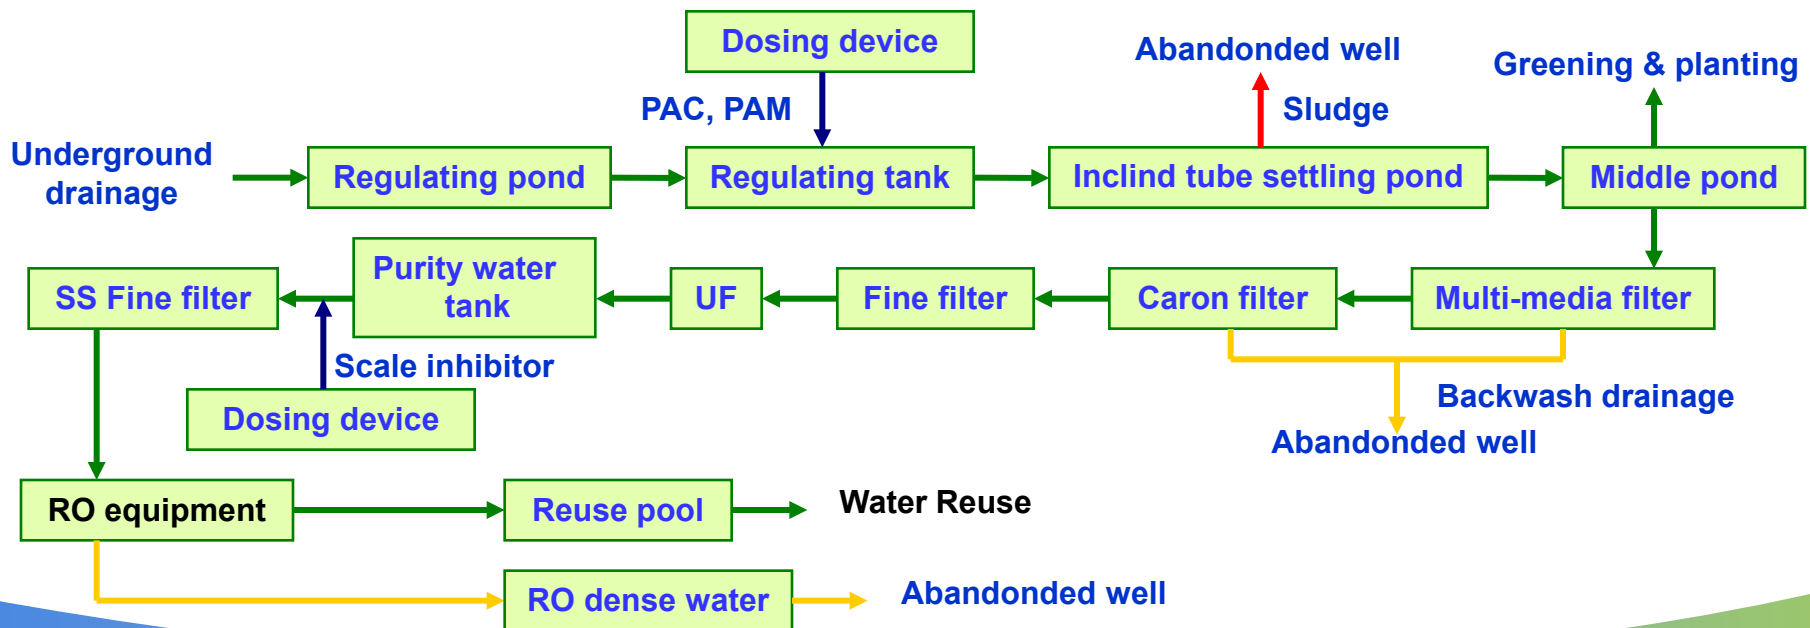 Dosing device
Abandonded well
Greening & planting
PAC, PAM
Sludge
Underground
drainage
Regulating pond
Regulating tank
Inclind tube settling pond
Middle pond
SS Fine filter
Purity water
tank
UF
Fine filter
Caron filter
Multi-media filter
Scale inhibitor
Dosing device
Backwash drainage
Abandonded well
RO equipment
Reuse pool
Water Reuse
RO dense water
Abandonded well